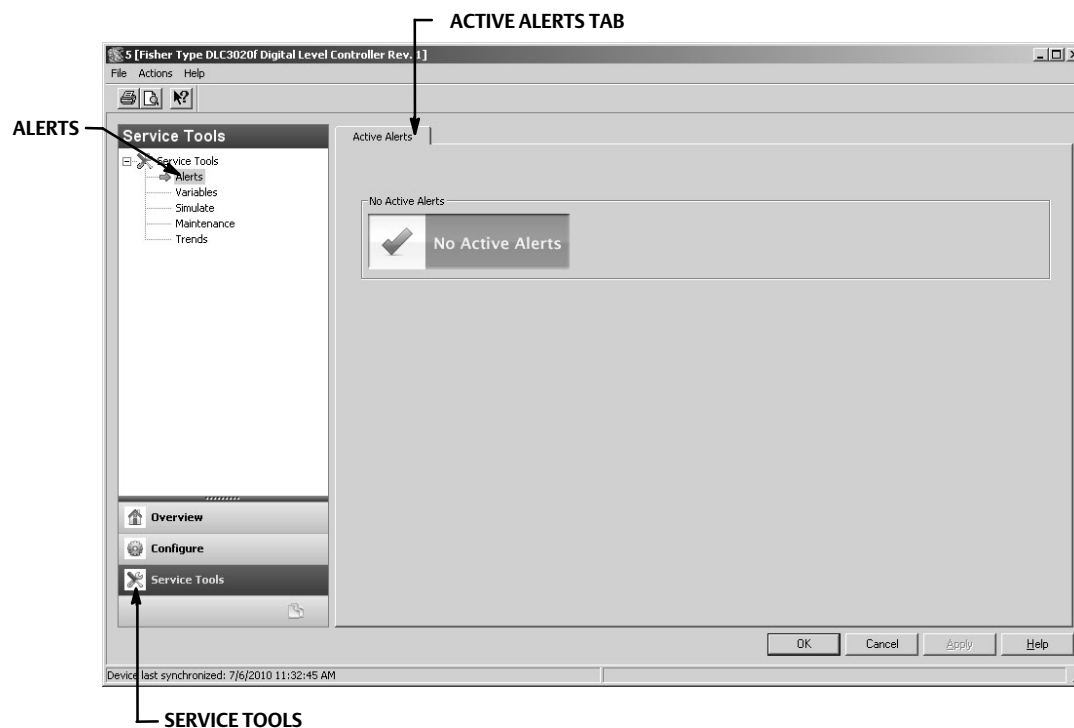 ACTIVE ALERTS TAB
5 [Fisher Type DLC3020f Digital Level Controller Rev. 1]
File Actions Help
ALERTS
Service Tools
Active Alerts
Service Tools
Alerts
Variables
Simulate
Maintenance
Trends
No Active Alerts
No Active Alerts
Overview
Configure
Service Tools
OK Cancel Apply Help
Device last synchronized: 7/6/2010 11:32:45 AM
SERVICE TOOLS